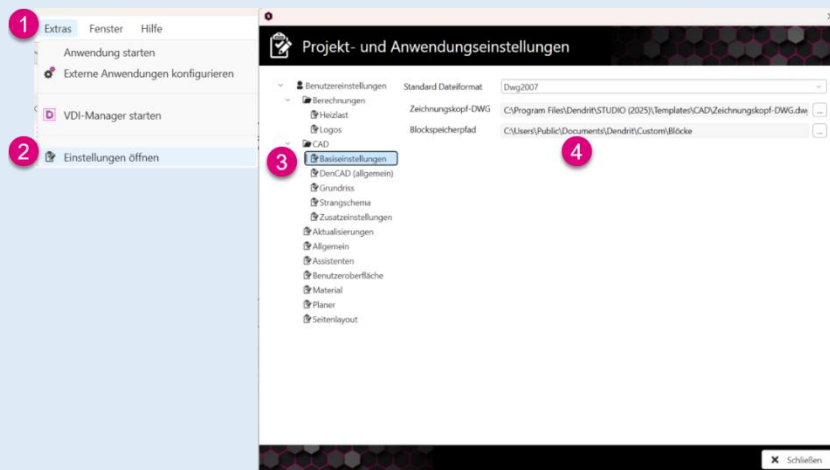 1
Extras Fenster Hilfe
Anwendung starten
Externe Anwendungen konfigurieren
D VDI-Manager starten
2
Einstellungen öffnen
Projekt- und Anwendungseinstellungen
Benutzereinstellungen
Berechnungen
Heizlast
Logos
CAD
3
Basiseinstellungen
DenCAD (allgemein)
Grundriss
Strangschema
Zusatzeinstellungen
Aktualisierungen
Allgemein
Assistenten
Benutzeroberfläche
Material
Planer
Seitenlayout
Standard Dateiformat Dwg2007
Zeichnungskopf-DWG C:\Program Files\Dendrit\STUDIO (2025)\Templates\CAD\Zeichnungskopf-DWG.dwg ...
Blockspeicherpfad C:\Users\Public\Documents\Dendrit\Custom\Blöcke ...
4
Schließen